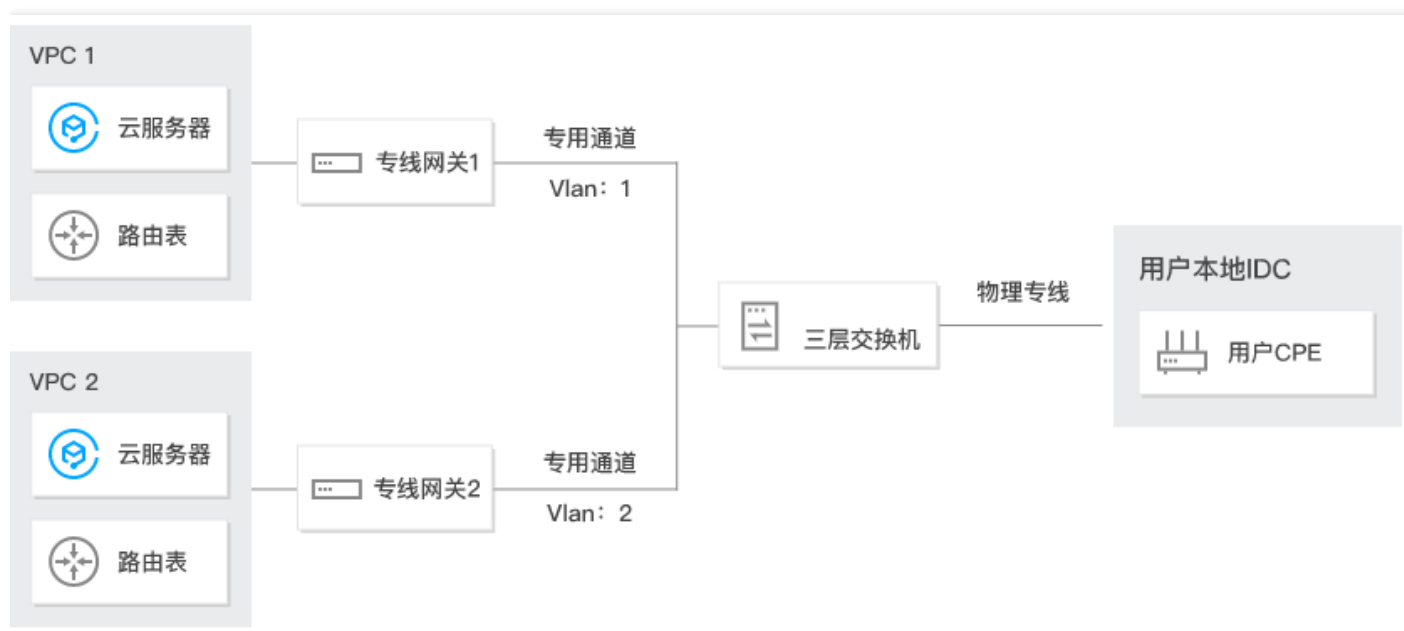 VPC 1
云服务器
路由表
专线网关1
专用通道
Vlan：1
VPC 2
云服务器
路由表
专线网关2
专用通道
Vlan：2
三层交换机
物理专线
用户本地IDC
用户CPE